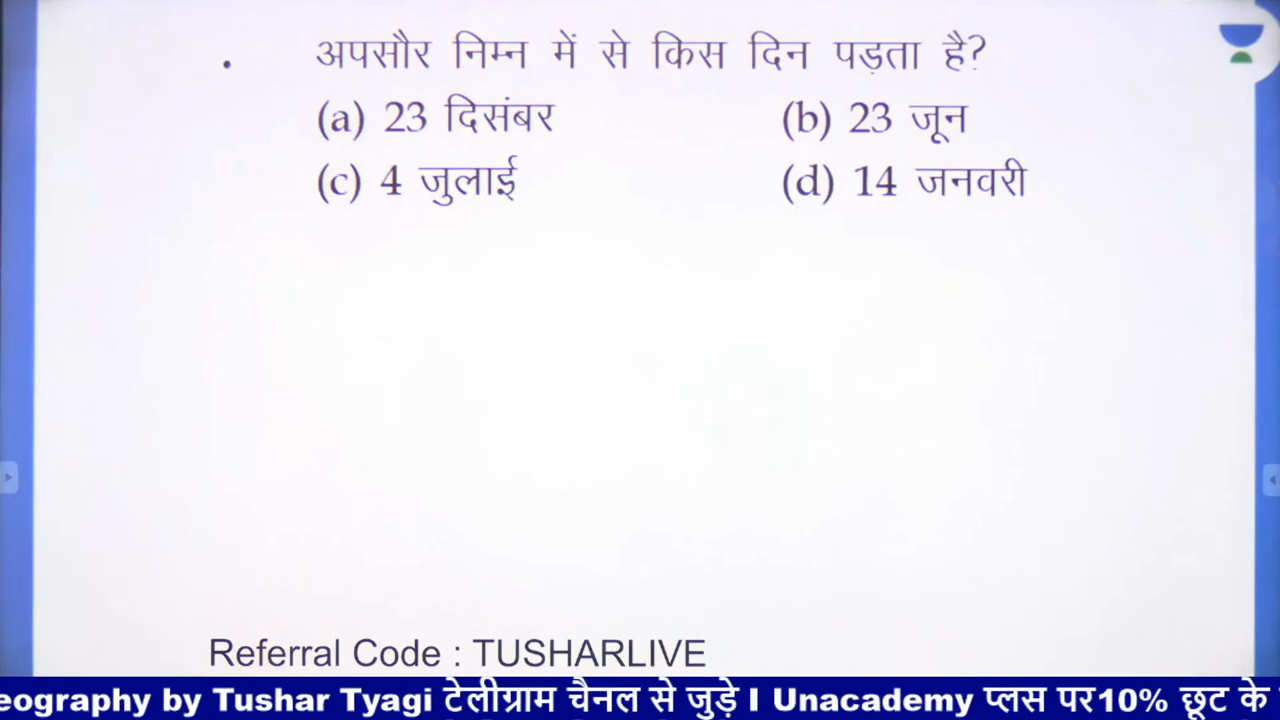 . अपसौर निम्न में से किस दिन पड़ता है?
(a) 23 दिसंबर (b) 23 जून
(c) 4 जुलाई (d) 14 जनवरी
Referral Code : TUSHARLIVE
eography by Tushar Tyagi टेलीग्राम चैनल से जुड़े I Unacademy प्लस पर10% छूट के